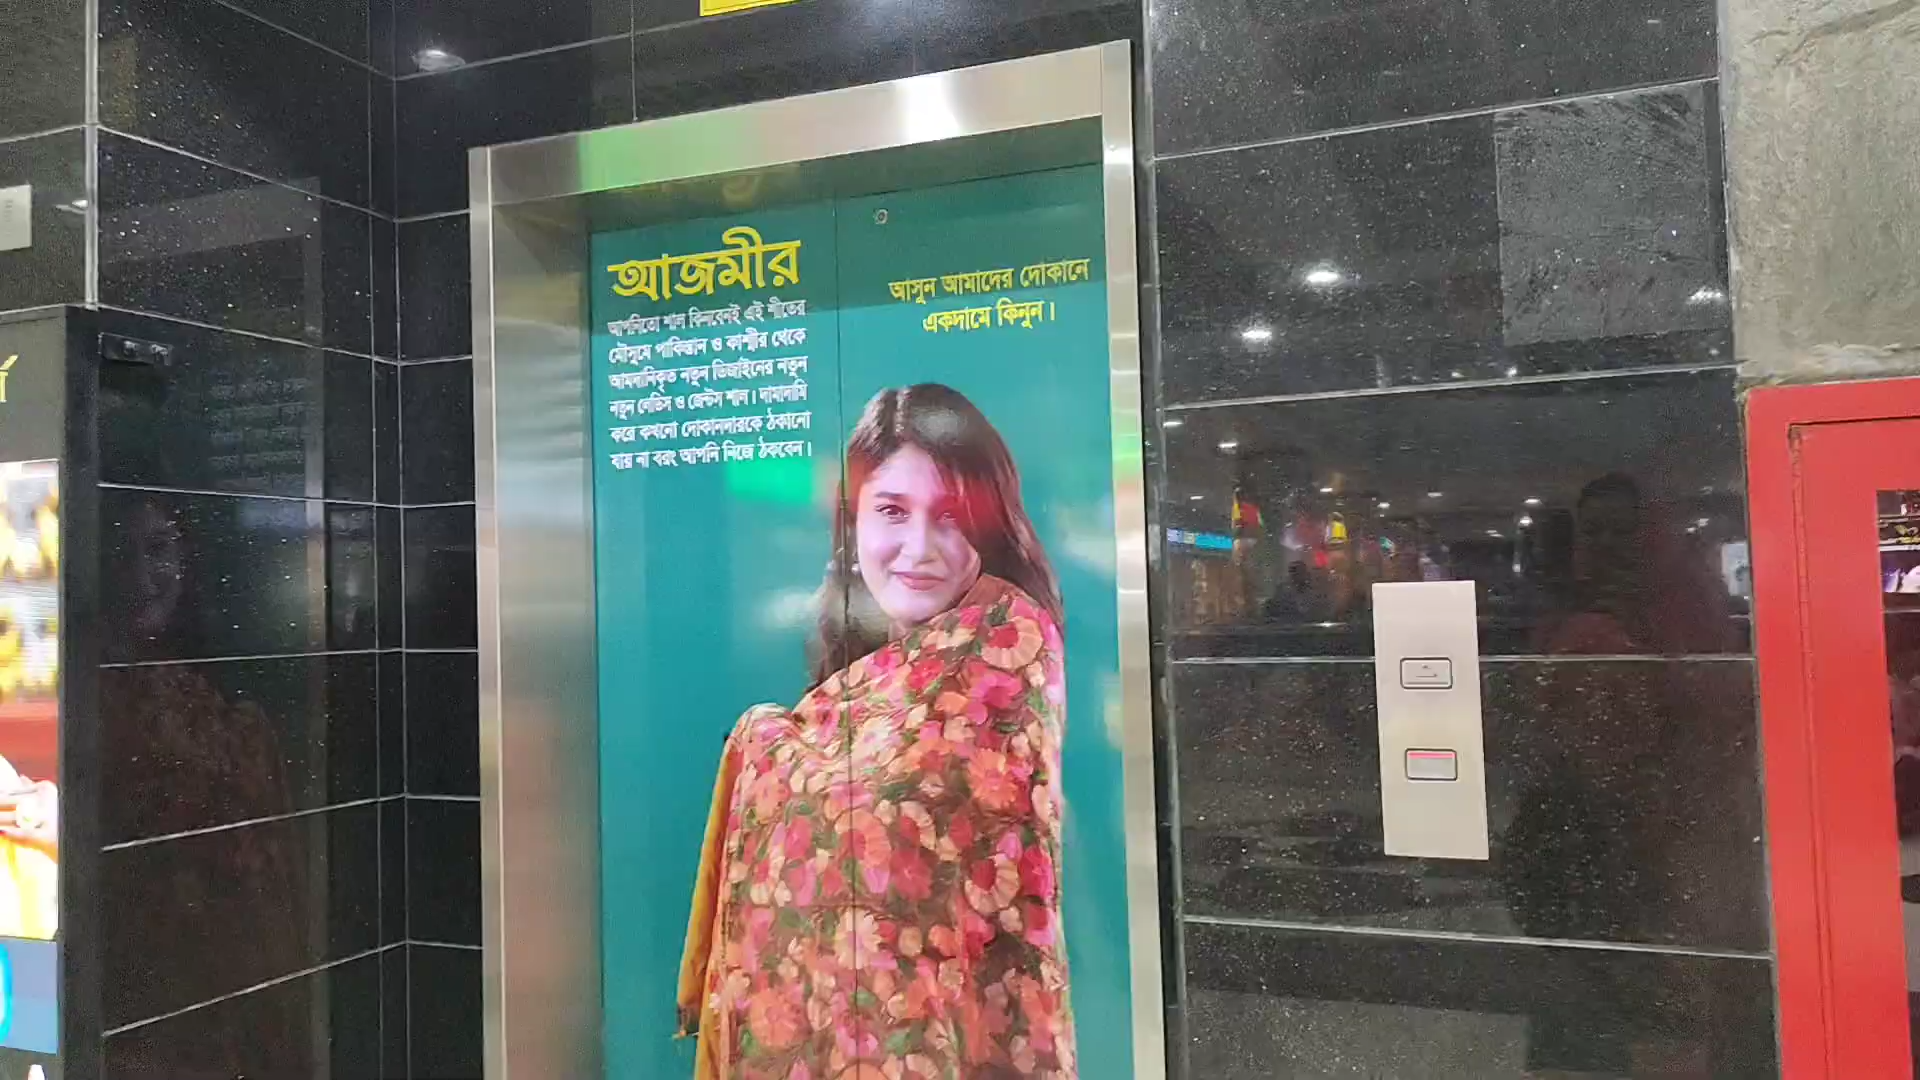 আজমীর
আপনিতো শাল কিনবেনই এই শীতের
মৌসুমে পাকিস্তান ও কাশ্মীর থেকে
আমদানিকৃত নতুন ডিজাইনের নতুন
নতুন লেডিস ও জেন্টস শাল। দামাদামি
করে কখনো দোকানদারকে ঠকানো
যায় না বরং আপনি নিজে ঠকবেন।
আসুন আমাদের দোকানে
একদামে কিনুন।